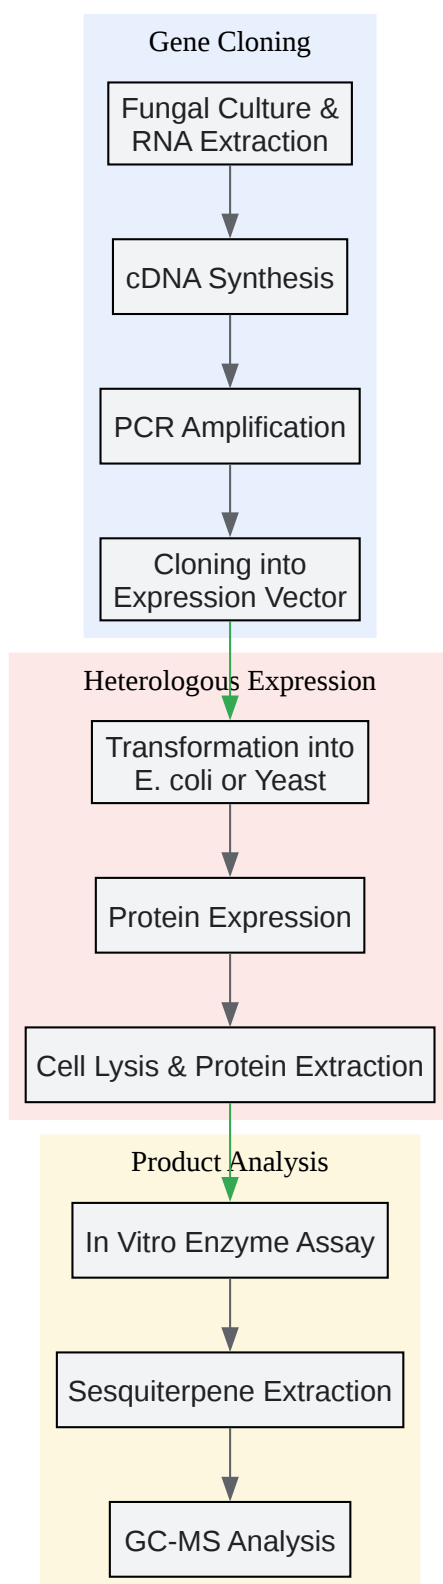 Gene Cloning
Fungal Culture &
RNA Extraction
cDNA Synthesis
PCR Amplification
Cloning into
Expression Vector
Heterologous Expression
Transformation into
E. coli or Yeast
Protein Expression
Cell Lysis & Protein Extraction
Product Analysis
In Vitro Enzyme Assay
Sesquiterpene Extraction
GC-MS Analysis